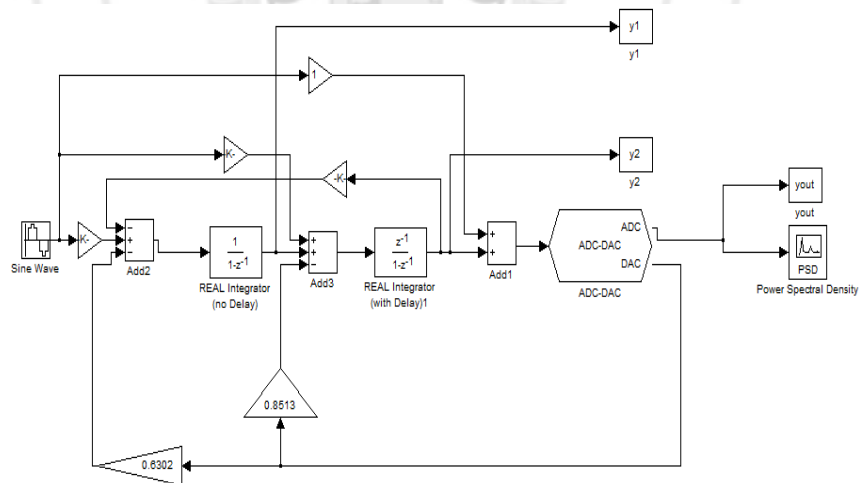 y1
y1
1
K-
y2
y2
-K-
yout
yout
ADC
ADC-DAC
DAC
ADC-DAC
PSD
Power Spectral Density
Sine Wave
K-
Add2
1
1-z-1
REAL Integrator
(no Delay)
Add3
z-1
1-z-1
REAL Integrator
(with Delay)1
Add1
0.8513
0.6302